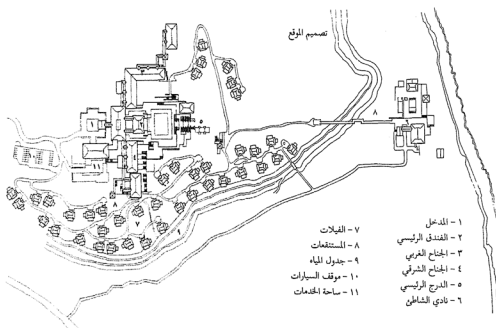 تصميم الموقع
١ – المدخل
٢ – الفندق الرئيسي
٣ – الجناح الغربي
٤ – الجناح الشرقي
٥ – الدرج الرئيسي
٦ – نادي الشاطئ
٧ – الفيلات
٨ – المستنقعات
٩ – جدول المياه
١٠ – موقف السيارات
١١ – ساحة الخدمات